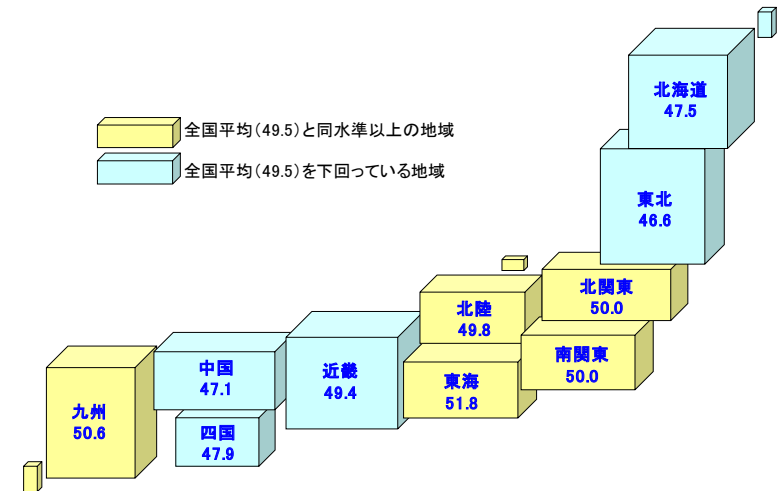 北海道
47.5
全国平均（49.5）と同水準以上の地域
全国平均（49.5）を下回っている地域
東北
46.6
北関東
50.0
北陸
49.8
南関東
50.0
中国
47.1
近畿
49.4
東海
51.8
九州
50.6
四国
47.9